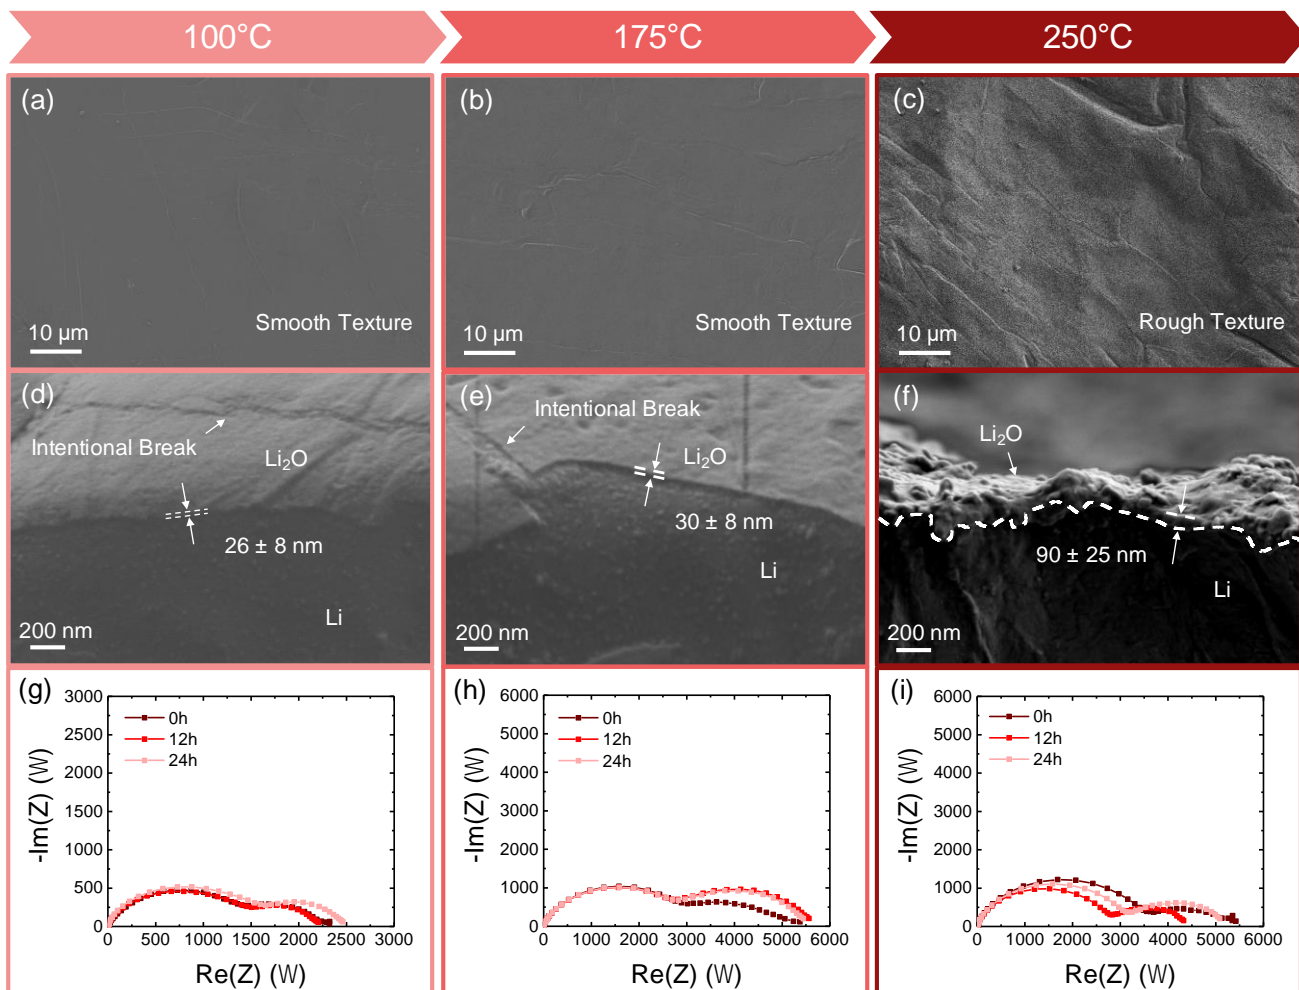 100°C
175°C
250°C
(a)
Smooth Texture
10 µm
(b)
Smooth Texture
10 µm
(c)
Rough Texture
10 µm
(d)
Intentional Break
Li₂O
26 ± 8 nm
Li
200 nm
(e)
Intentional Break
Li₂O
30 ± 8 nm
Li
200 nm
(f)
Li₂O
90 ± 25 nm
Li
200 nm
(g)
3000
2500
2000
1500
1000
500
0
0h
12h
24h
-Im(Z) (W)
0 500 1000 1500 2000 2500 3000
Re(Z) (W)
(h)
6000
5000
4000
3000
2000
1000
0
0h
12h
24h
-Im(Z) (W)
0 1000 2000 3000 4000 5000 6000
Re(Z) (W)
(i)
6000
5000
4000
3000
2000
1000
0
0h
12h
24h
-Im(Z) (W)
0 1000 2000 3000 4000 5000 6000
Re(Z) (W)